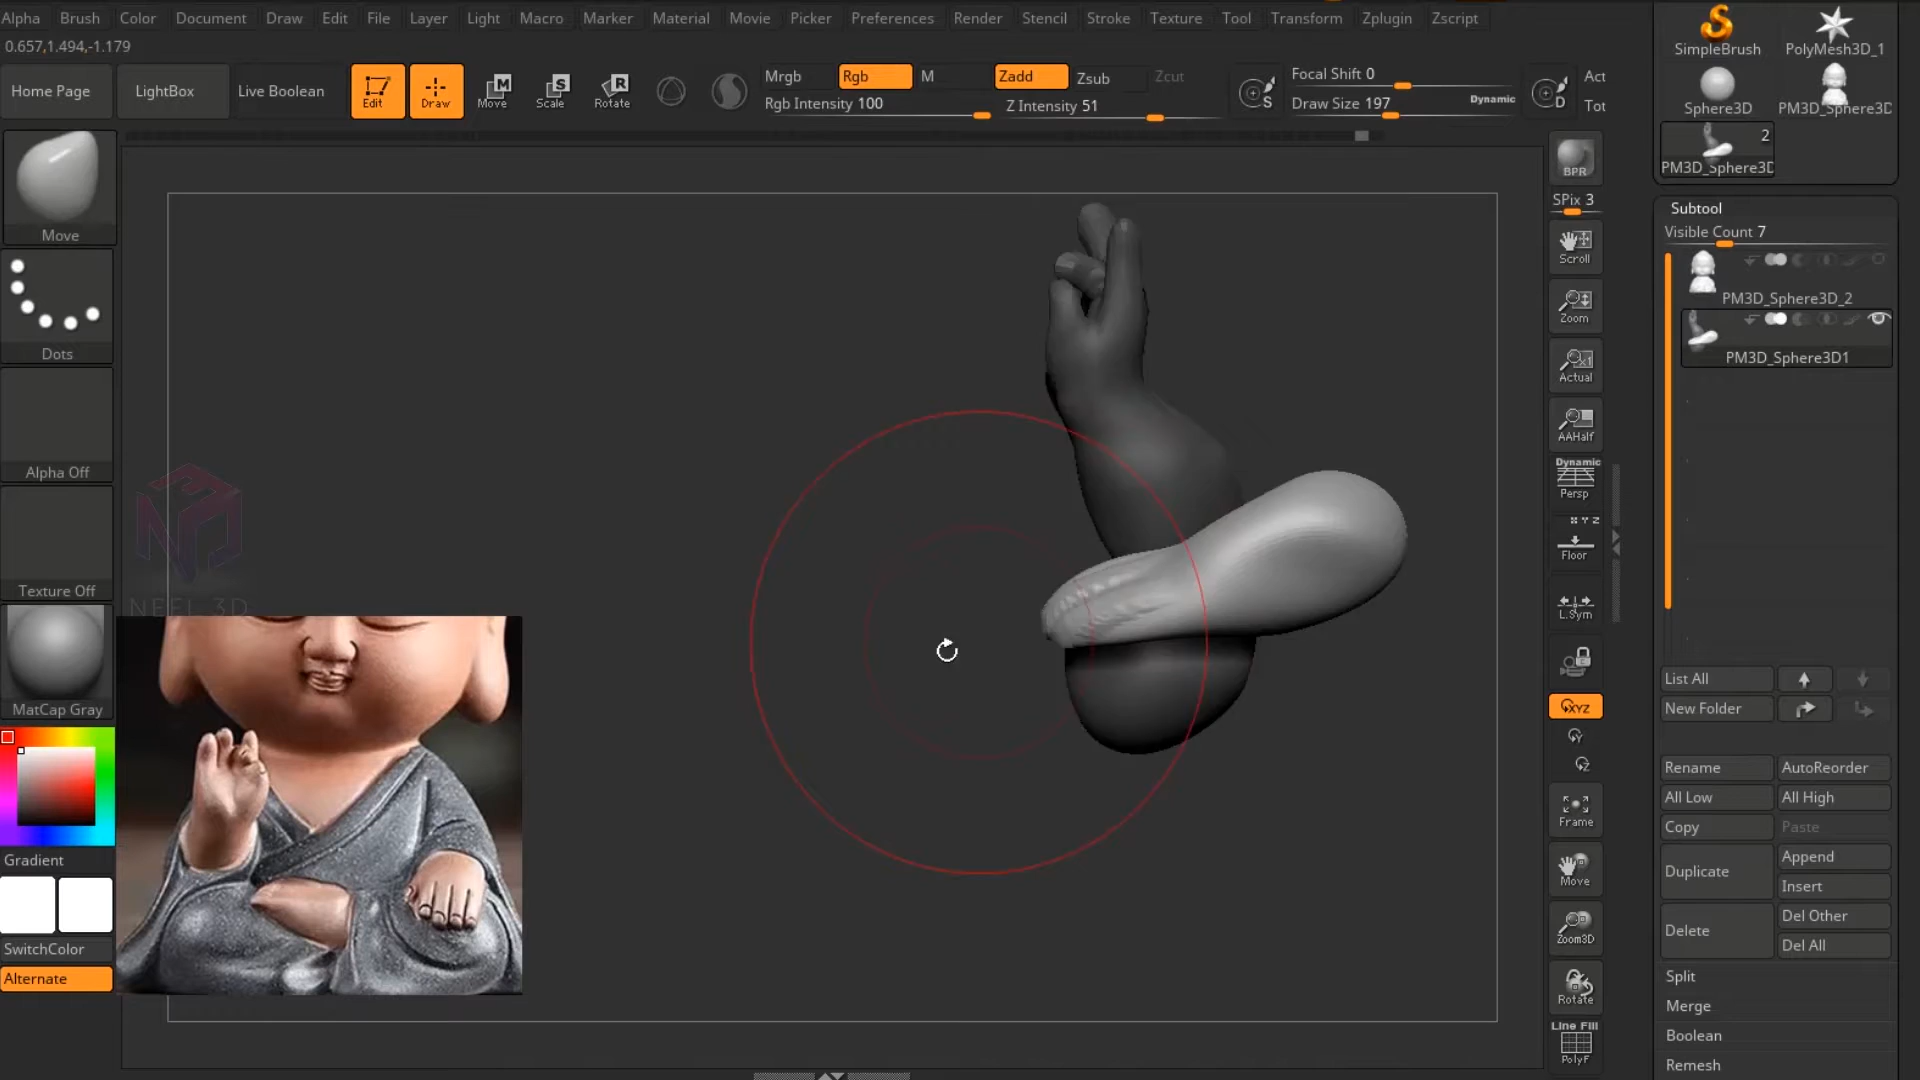 Alpha Brush Color Document Draw Edit File Layer Light Macro Marker Material Movie Picker Preferences Render Stencil Stroke Texture Tool Transform Zplugin Zscript
0.657,1.494,-1.179
Home Page LightBox Live Boolean Edit Draw Move Scale Rotate
M S R
Mrgb Rgb M Zadd Zsub Zcut
Rgb Intensity 100 Z Intensity 51
S Focal Shift 0 D Act
Draw Size 197 Dynamic Tot
SimpleBrush PolyMesh3D_1
Sphere3D PM3D_Sphere3D
2
PM3D_Sphere3D
Move
Dots
Alpha Off
Texture Off
MatCap Gray
Gradient
SwitchColor
Alternate
NEEL 3D
BPR
SPix 3
Scroll
Zoom
Actual
AAHalf
Dynamic
Persp
X Y Z
Floor
L.Sym
XYZ
Y
Z
Frame
Move
Zoom3D
Rotate
Line Fill
PolyF
Subtool
Visible Count 7
PM3D_Sphere3D_2
PM3D_Sphere3D1
List All
New Folder
Rename AutoReorder
All Low All High
Copy Paste
Duplicate Append
Insert
Delete Del Other
Del All
Split
Merge
Boolean
Remesh